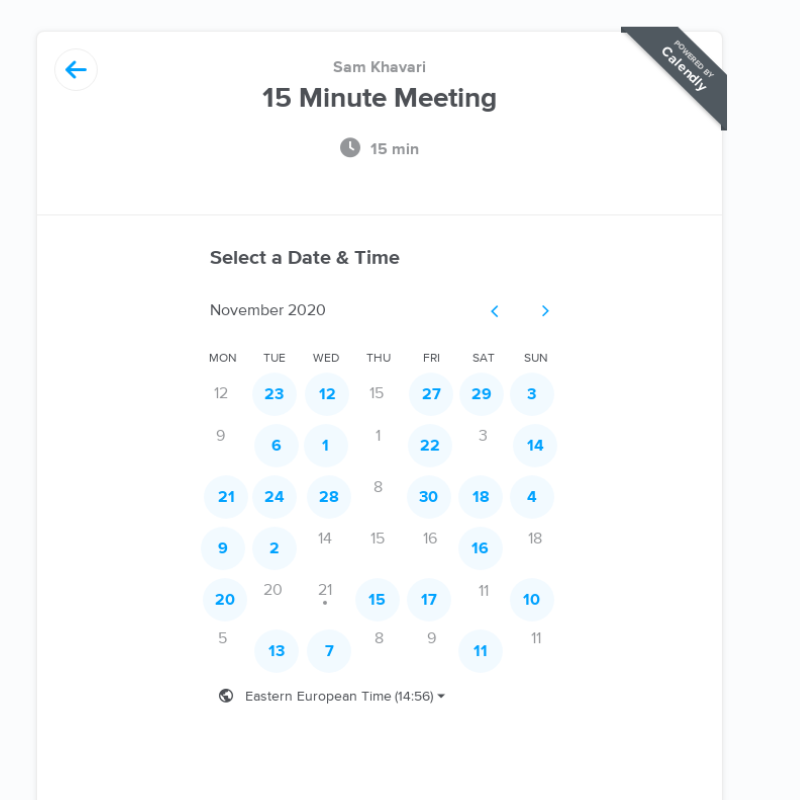 POWERED BY
Calendly
Sam Khavari
15 Minute Meeting
15 min
Select a Date & Time
November 2020
MON TUE WED THU FRI SAT SUN
12 23 12 15 27 29 3
9 6 1 1 22 3 14
21 24 28 8 30 18 4
9 2 14 15 16 16 18
20 20 21 15 17 11 10
5 13 7 8 9 11 11
Eastern European Time (14:56)